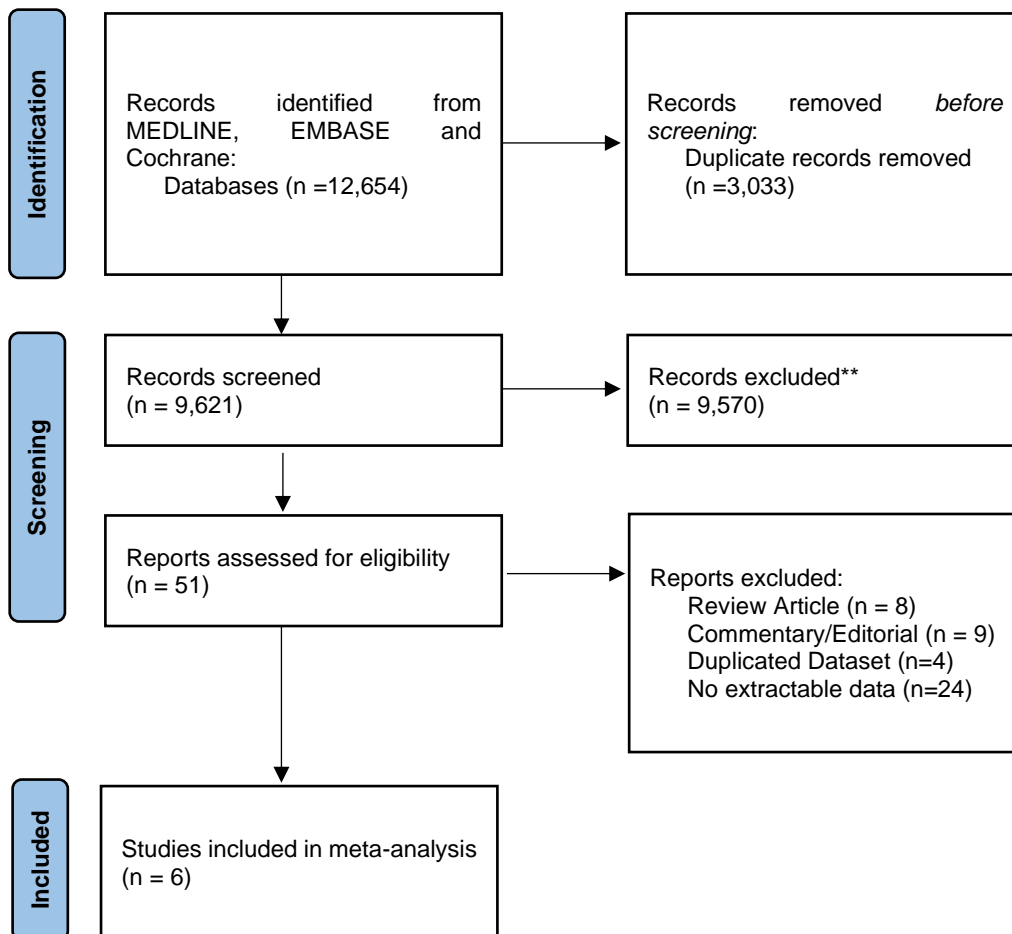 Identification
Records identified from
MEDLINE, EMBASE and
Cochrane:
Databases (n =12,654)
Records removed before
screening:
Duplicate records removed
(n =3,033)
Screening
Records screened
(n = 9,621)
Records excluded**
(n = 9,570)
Reports assessed for eligibility
(n = 51)
Reports excluded:
Review Article (n = 8)
Commentary/Editorial (n = 9)
Duplicated Dataset (n=4)
No extractable data (n=24)
Included
Studies included in meta-analysis
(n = 6)